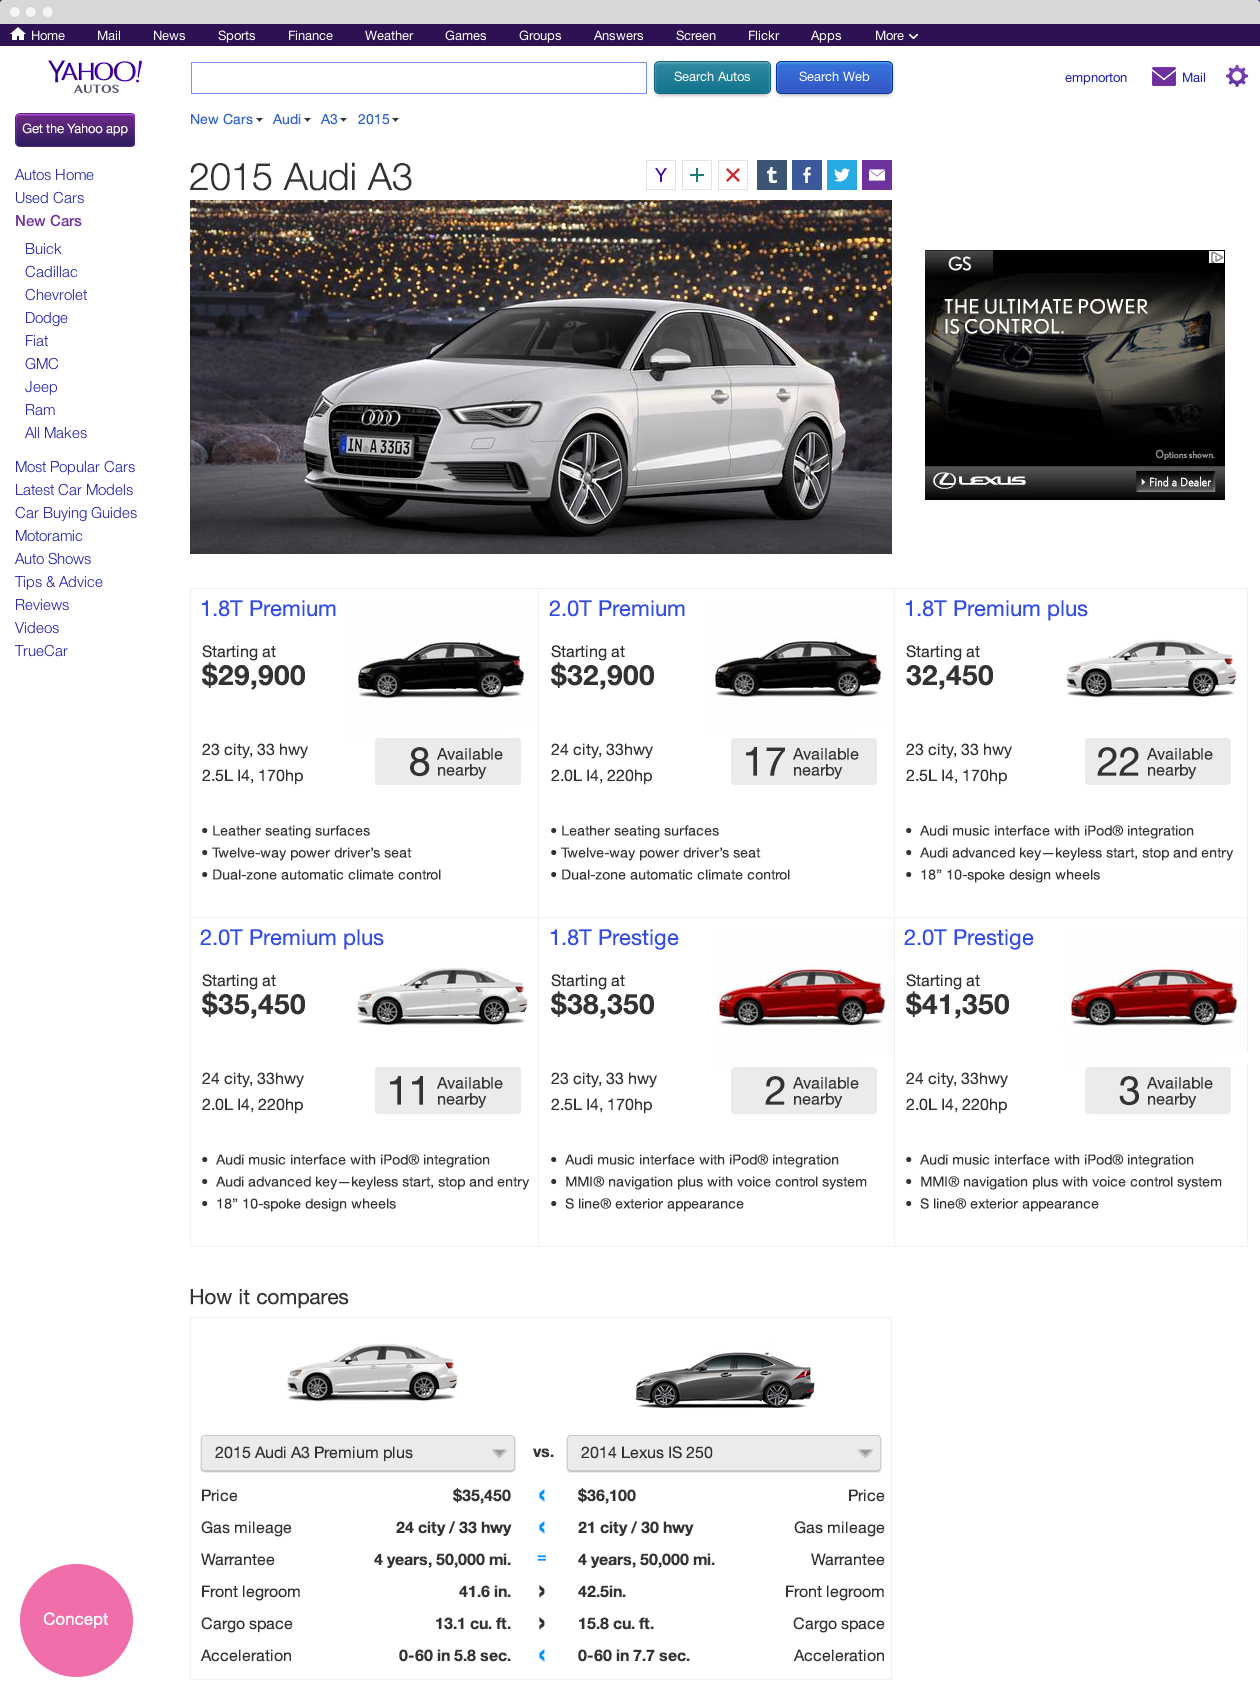 Home Mail News Sports Finance Weather Games Groups Answers Screen Flickr Apps More
YAHOO!
AUTOS
Search Autos
Search Web
empnorton
Mail
Get the Yahoo app
New Cars Audi A3 2015
Autos Home
Used Cars
New Cars
Buick
Cadillac
Chevrolet
Dodge
Fiat
GMC
Jeep
Ram
All Makes
Most Popular Cars
Latest Car Models
Car Buying Guides
Motoramic
Auto Shows
Tips & Advice
Reviews
Videos
TrueCar
2015 Audi A3
Y + t f
IN A 3303
GS
THE ULTIMATE POWER
IS CONTROL.
Options shown.
LEXUS
Find a Dealer
1.8T Premium
Starting at
$29,900
23 city, 33 hwy
2.5L I4, 170hp
8 Available
nearby
• Leather seating surfaces
• Twelve-way power driver’s seat
• Dual-zone automatic climate control
2.0T Premium
Starting at
$32,900
24 city, 33hwy
2.0L I4, 220hp
17 Available
nearby
• Leather seating surfaces
• Twelve-way power driver’s seat
• Dual-zone automatic climate control
1.8T Premium plus
Starting at
32,450
23 city, 33 hwy
2.5L I4, 170hp
22 Available
nearby
• Audi music interface with iPod® integration
• Audi advanced key—keyless start, stop and entry
• 18” 10-spoke design wheels
2.0T Premium plus
Starting at
$35,450
24 city, 33hwy
2.0L I4, 220hp
11 Available
nearby
• Audi music interface with iPod® integration
• Audi advanced key—keyless start, stop and entry
• 18” 10-spoke design wheels
1.8T Prestige
Starting at
$38,350
23 city, 33 hwy
2.5L I4, 170hp
2 Available
nearby
• Audi music interface with iPod® integration
• MMI® navigation plus with voice control system
• S line® exterior appearance
2.0T Prestige
Starting at
$41,350
24 city, 33hwy
2.0L I4, 220hp
3 Available
nearby
• Audi music interface with iPod® integration
• MMI® navigation plus with voice control system
• S line® exterior appearance
How it compares
2015 Audi A3 Premium plus vs. 2014 Lexus IS 250
Price $35,450 < $36,100 Price
Gas mileage 24 city / 33 hwy < 21 city / 30 hwy Gas mileage
Warrantee 4 years, 50,000 mi. = 4 years, 50,000 mi. Warrantee
Front legroom 41.6 in. > 42.5in. Front legroom
Cargo space 13.1 cu. ft. > 15.8 cu. ft. Cargo space
Acceleration 0-60 in 5.8 sec. < 0-60 in 7.7 sec. Acceleration
Concept